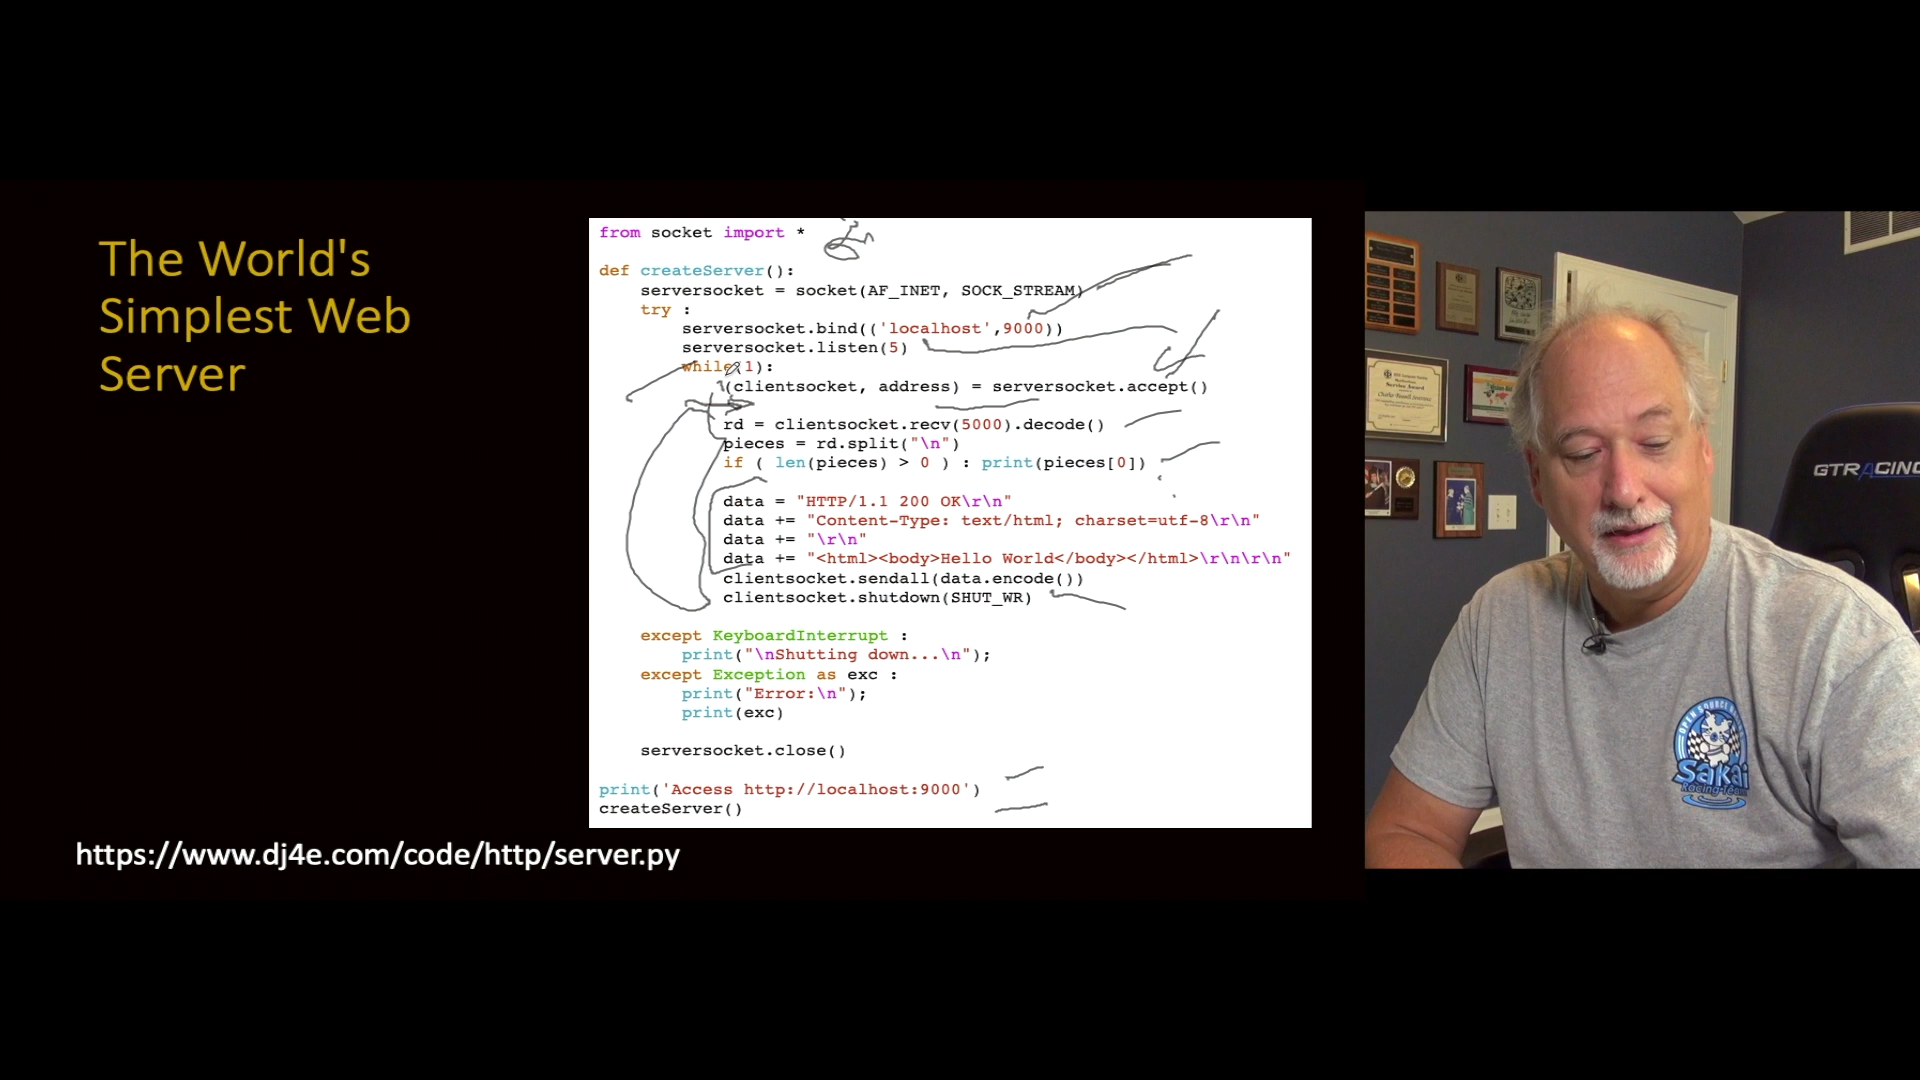 The World's
Simplest Web
Server
from socket import *
def createServer():
    serversocket = socket(AF_INET, SOCK_STREAM)
    try :
        serversocket.bind(('localhost',9000))
        serversocket.listen(5)
        while(1):
            (clientsocket, address) = serversocket.accept()
            rd = clientsocket.recv(5000).decode()
            pieces = rd.split("\n")
            if ( len(pieces) > 0 ) : print(pieces[0])
            data = "HTTP/1.1 200 OK\r\n"
            data += "Content-Type: text/html; charset=utf-8\r\n"
            data += "\r\n"
            data += "<html><body>Hello World</body></html>\r\n\r\n"
            clientsocket.sendall(data.encode())
            clientsocket.shutdown(SHUT_WR)
    except KeyboardInterrupt :
        print("\nShutting down...\n");
    except Exception as exc :
        print("Error:\n");
        print(exc)
    serversocket.close()
print('Access http://localhost:9000')
createServer()
https://www.dj4e.com/code/http/server.py
GTRACING
Sakai
Racing Team